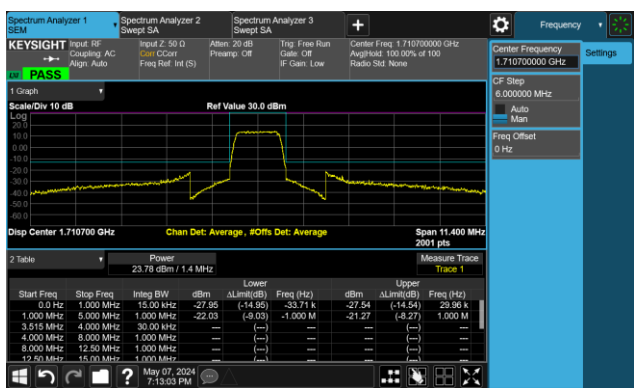 Spectrum Analyzer 1
SEM
Spectrum Analyzer 2
Swept SA
Spectrum Analyzer 3
Swept SA
Frequency
KEYSIGHT
Input: RF
Coupling: AC
Align: Auto
Input Z: 50 Ω
Corr CCorr
Freq Ref: Int (S)
Atten: 20 dB
Preamp: Off
Trig: Free Run
Gate: Off
IF Gain: Low
Center Freq: 1.710700000 GHz
Avg|Hold: 100.00% of 100
Radio Std: None
PASS
Center Frequency
1.710700000 GHz
Settings
CF Step
6.000000 MHz
Auto
Man
Freq Offset
0 Hz
1 Graph
Scale/Div 10 dB
Ref Value 30.0 dBm
Log
20.0
10.0
0.00
-10.0
-20.0
-30.0
-40.0
-50.0
-60.0
Disp Center 1.710700 GHz
Chan Det: Average, #Offs Det: Average
Span 11.400 MHz
2001 pts
2 Table
Power
23.78 dBm / 1.4 MHz
Measure Trace
Trace 1
Lower Upper
Start Freq Stop Freq Integ BW dBm ΔLimit(dB) Freq (Hz) dBm ΔLimit(dB) Freq (Hz)
0.0 Hz 1.000 MHz 15.00 kHz -27.95 (-14.95) -33.71 k -27.54 (-14.54) 29.96 k
1.000 MHz 5.000 MHz 1.000 MHz -22.03 (-9.03) -1.000 M -21.27 (-8.27) 1.000 M
3.515 MHz 4.000 MHz 30.00 kHz --- (---) --- --- (---) ---
4.000 MHz 8.000 MHz 1.000 MHz --- (---) --- --- (---) ---
8.000 MHz 12.50 MHz 1.000 MHz --- (---) --- --- (---) ---
12.50 MHz 15.00 MHz 1.000 MHz --- (---) --- --- (---) ---
?
May 07, 2024
7:13:03 PM